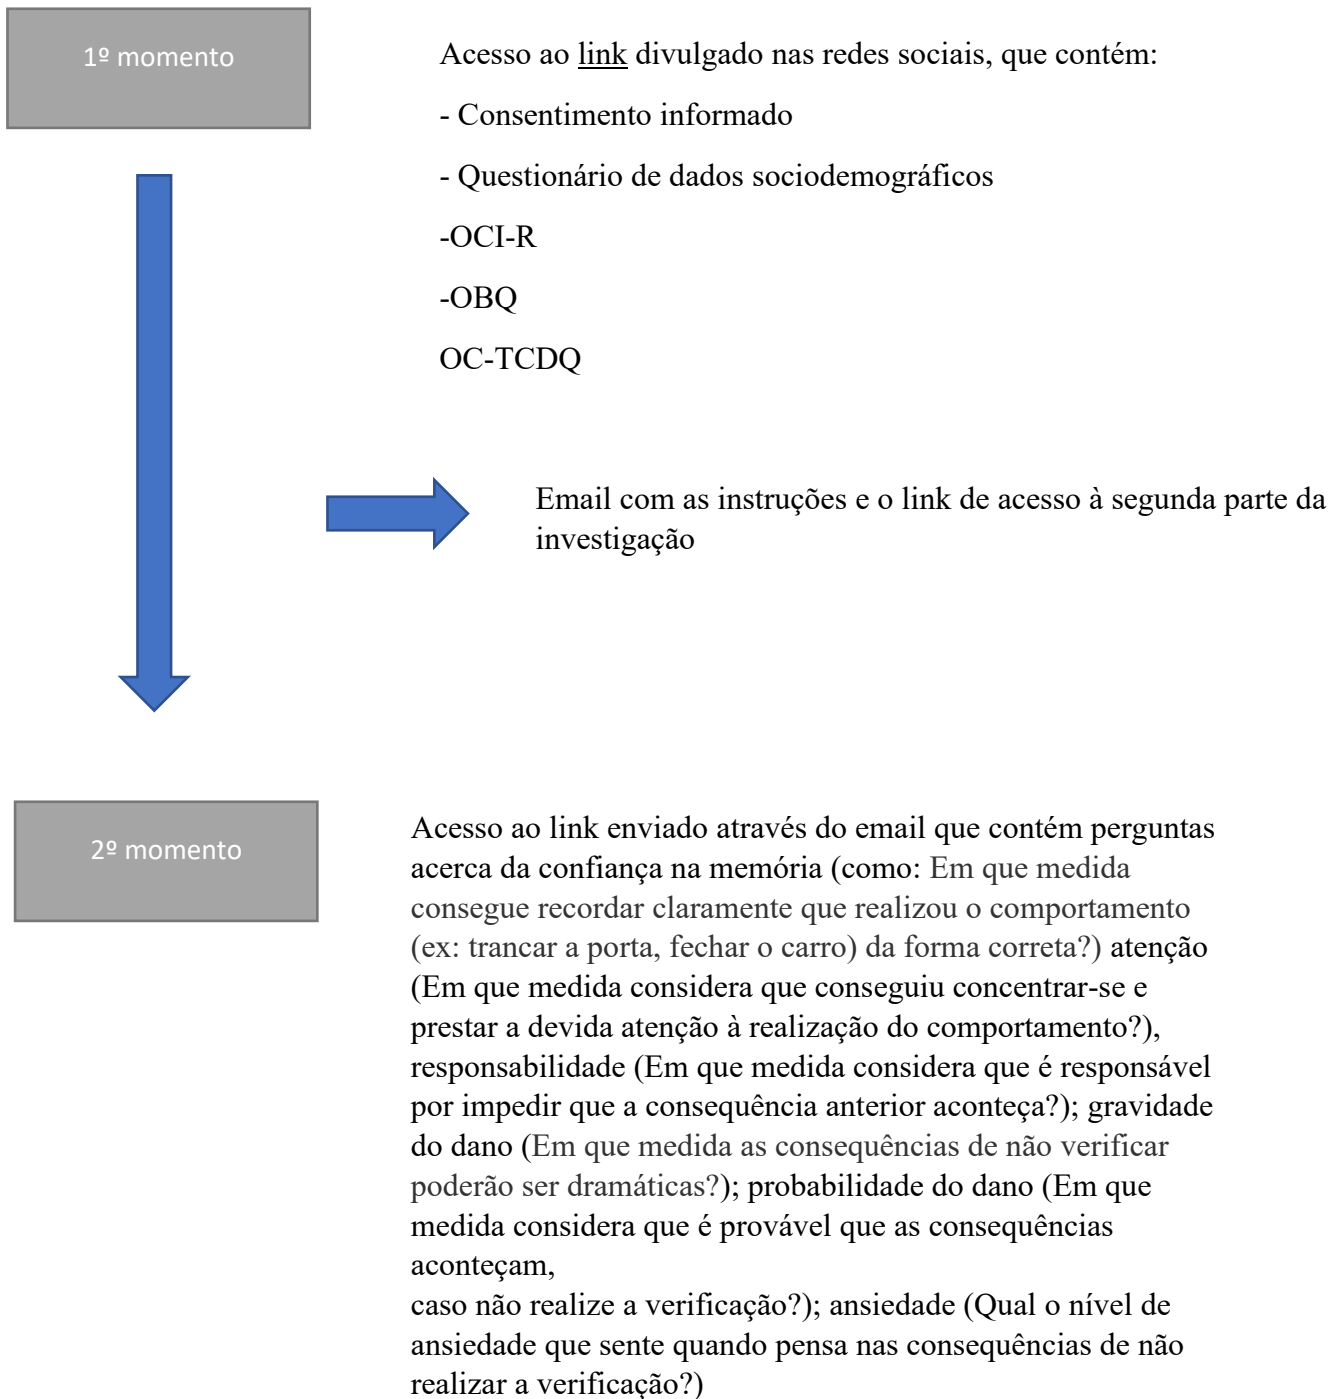 1º momento
Acesso ao link divulgado nas redes sociais, que contém:
- Consentimento informado
- Questionário de dados sociodemográficos
-OCI-R
-OBQ
OC-TCDQ
Email com as instruções e o link de acesso à segunda parte da
investigação
2º momento
Acesso ao link enviado através do email que contém perguntas
acerca da confiança na memória (como: Em que medida
consegue recordar claramente que realizou o comportamento
(ex: trancar a porta, fechar o carro) da forma correta?) atenção
(Em que medida considera que conseguiu concentrar-se e
prestar a devida atenção à realização do comportamento?),
responsabilidade (Em que medida considera que é responsável
por impedir que a consequência anterior aconteça?); gravidade
do dano (Em que medida as consequências de não verificar
poderão ser dramáticas?); probabilidade do dano (Em que
medida considera que é provável que as consequências
aconteçam,
caso não realize a verificação?); ansiedade (Qual o nível de
ansiedade que sente quando pensa nas consequências de não
realizar a verificação?)